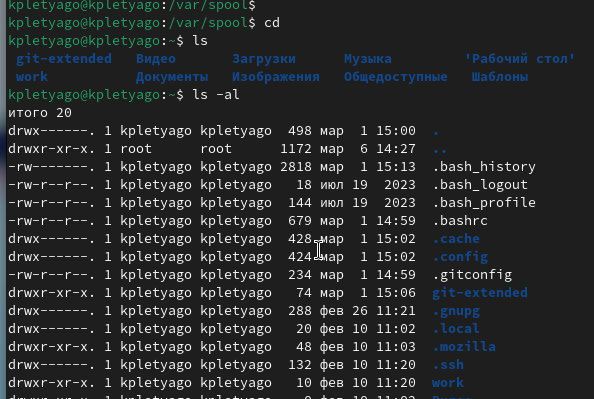 kpletyago@kpletyago:/var/spool$
kpletyago@kpletyago:/var/spool$ cd
kpletyago@kpletyago:~$ ls
git-extended Видео Загрузки Музыка 'Рабочий стол'
work Документы Изображения Общедоступные Шаблоны
kpletyago@kpletyago:~$ ls -al
итого 20
drwx------. 1 kpletyago kpletyago 498 мар 1 15:00 .
drwxr-xr-x. 1 root root 1172 мар 6 14:27 ..
-rw-------. 1 kpletyago kpletyago 2818 мар 1 15:13 .bash_history
-rw-r--r--. 1 kpletyago kpletyago 18 июл 19 2023 .bash_logout
-rw-r--r--. 1 kpletyago kpletyago 144 июл 19 2023 .bash_profile
-rw-r--r--. 1 kpletyago kpletyago 679 мар 1 14:59 .bashrc
drwx------. 1 kpletyago kpletyago 428 мар 1 15:02 .cache
drwx------. 1 kpletyago kpletyago 424 мар 1 15:02 .config
-rw-r--r--. 1 kpletyago kpletyago 234 мар 1 14:59 .gitconfig
drwxr-xr-x. 1 kpletyago kpletyago 74 мар 1 15:06 git-extended
drwx------. 1 kpletyago kpletyago 288 фев 26 11:21 .gnupg
drwx------. 1 kpletyago kpletyago 20 фев 10 11:02 .local
drwxr-xr-x. 1 kpletyago kpletyago 48 фев 10 11:03 .mozilla
drwx------. 1 kpletyago kpletyago 132 фев 10 11:20 .ssh
drwxr-xr-x. 1 kpletyago kpletyago 10 фев 10 11:20 work